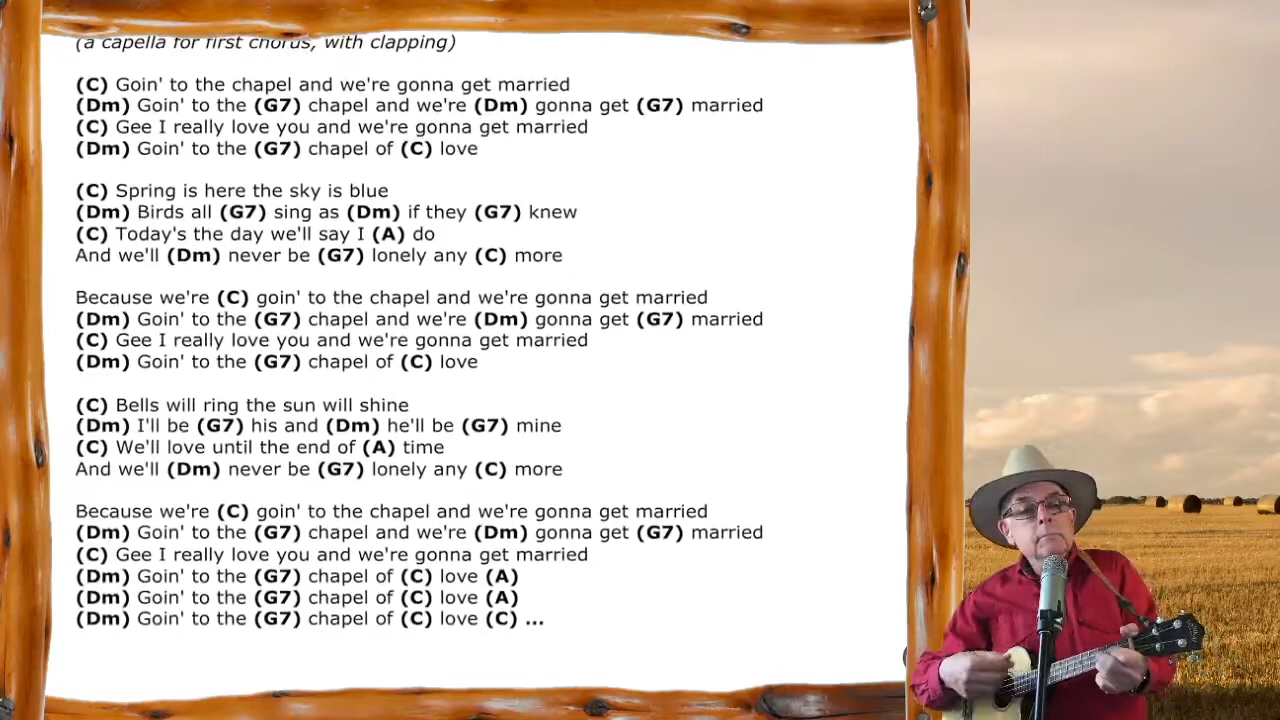 (a capella for first chorus, with clapping)
(C) Goin' to the chapel and we're gonna get married
(Dm) Goin' to the (G7) chapel and we're (Dm) gonna get (G7) married
(C) Gee I really love you and we're gonna get married
(Dm) Goin' to the (G7) chapel of (C) love
(C) Spring is here the sky is blue
(Dm) Birds all (G7) sing as (Dm) if they (G7) knew
(C) Today's the day we'll say I (A) do
And we'll (Dm) never be (G7) lonely any (C) more
Because we're (C) goin' to the chapel and we're gonna get married
(Dm) Goin' to the (G7) chapel and we're (Dm) gonna get (G7) married
(C) Gee I really love you and we're gonna get married
(Dm) Goin' to the (G7) chapel of (C) love
(C) Bells will ring the sun will shine
(Dm) I'll be (G7) his and (Dm) he'll be (G7) mine
(C) We'll love until the end of (A) time
And we'll (Dm) never be (G7) lonely any (C) more
Because we're (C) goin' to the chapel and we're gonna get married
(Dm) Goin' to the (G7) chapel and we're (Dm) gonna get (G7) married
(C) Gee I really love you and we're gonna get married
(Dm) Goin' to the (G7) chapel of (C) love (A)
(Dm) Goin' to the (G7) chapel of (C) love (A)
(Dm) Goin' to the (G7) chapel of (C) love (C) ...